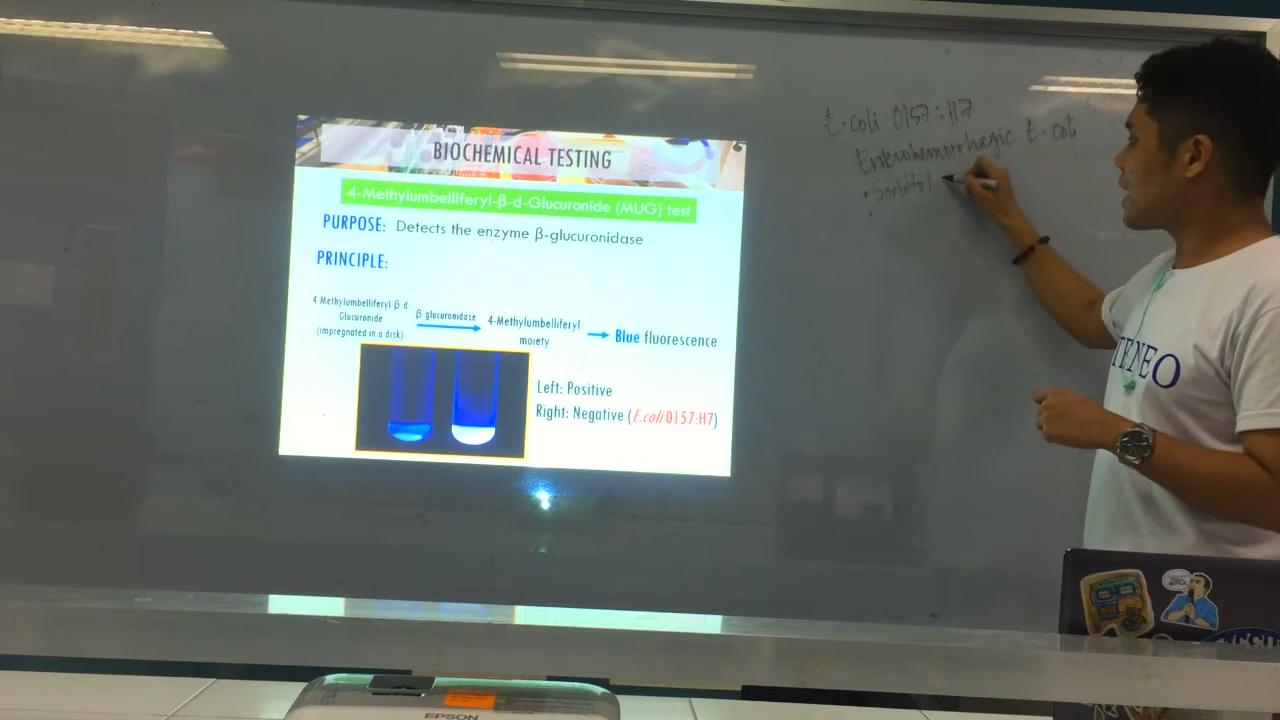 BIOCHEMICAL TESTING
4-Methylumbelliferyl-β-d-Glucuronide (MUG) test
PURPOSE: Detects the enzyme β-glucuronidase
PRINCIPLE:
4 Methylumbelliferyl-β d
Glucuronide
(impregnated in a disk)
β glucuronidase
4-Methylumbelliferyl
moiety
Blue fluorescence
Left: Positive
Right: Negative (E.coli 0157:H7)
E. coli 0157:H7
Enterohemorrhagic E. coli
• Sorbitol
EPSON